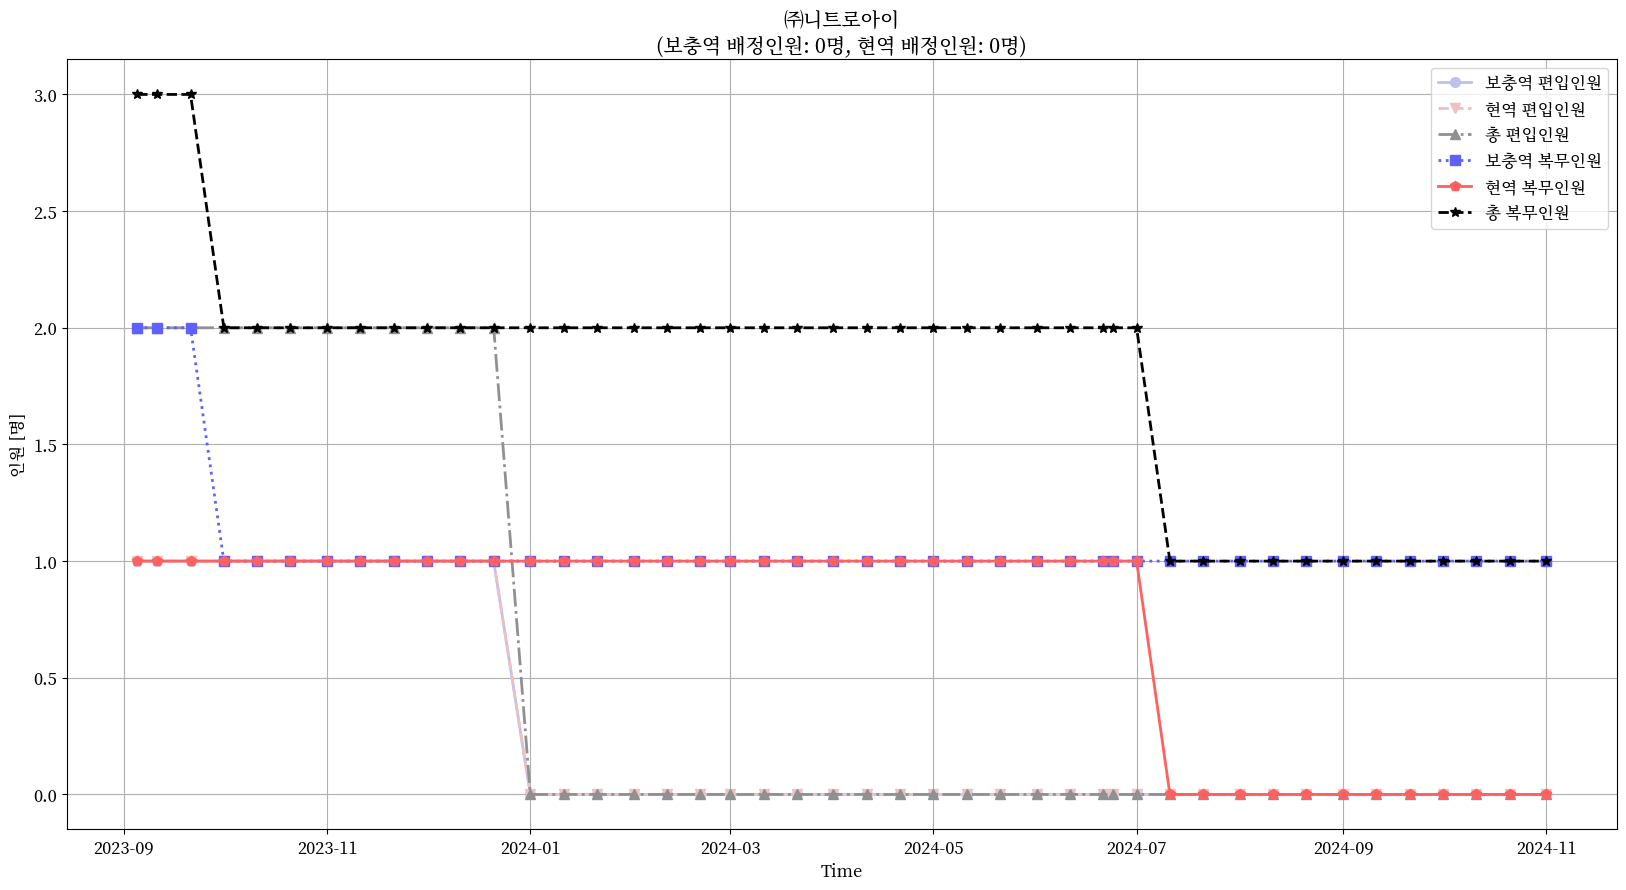 ㈜니트로아이
(보충역 배정인원: 0명, 현역 배정인원: 0명)
보충역 편입인원
현역 편입인원
총 편입인원
보충역 복무인원
현역 복무인원
총 복무인원
인원 [명]
3.0
2.5
2.0
1.5
1.0
0.5
0.0
2023-09
2023-11
2024-01
2024-03
2024-05
2024-07
2024-09
2024-11
Time